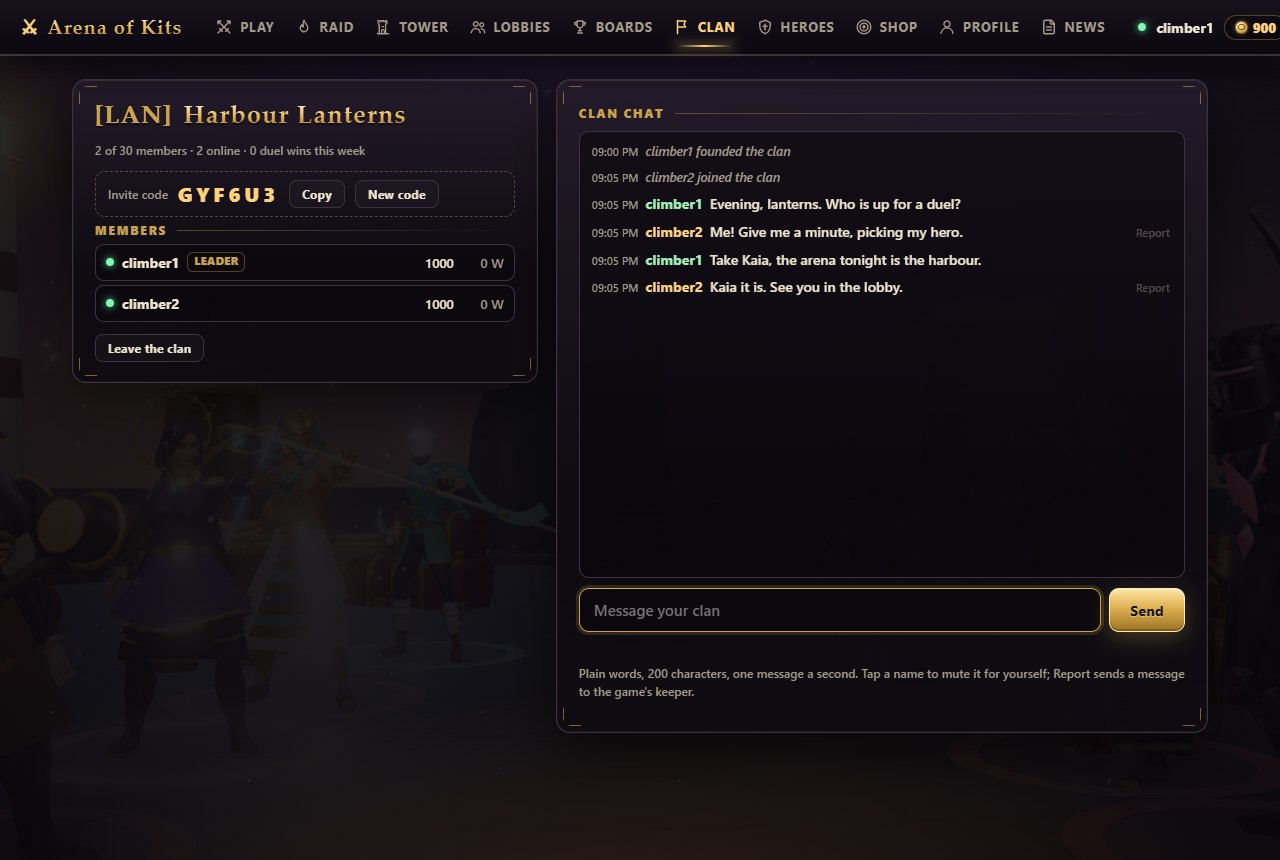 Arena of Kits PLAY RAID TOWER LOBBIES BOARDS CLAN HEROES SHOP PROFILE NEWS climber1 900
[LAN] Harbour Lanterns
2 of 30 members · 2 online · 0 duel wins this week
Invite code GYF6U3 Copy New code
MEMBERS
climber1 LEADER 1000 0 W
climber2 1000 0 W
Leave the clan
CLAN CHAT
09:00 PM climber1 founded the clan
09:05 PM climber2 joined the clan
09:05 PM climber1 Evening, lanterns. Who is up for a duel?
09:05 PM climber2 Me! Give me a minute, picking my hero. Report
09:05 PM climber1 Take Kaia, the arena tonight is the harbour.
09:05 PM climber2 Kaia it is. See you in the lobby. Report
Message your clan Send
Plain words, 200 characters, one message a second. Tap a name to mute it for yourself; Report sends a message
to the game's keeper.